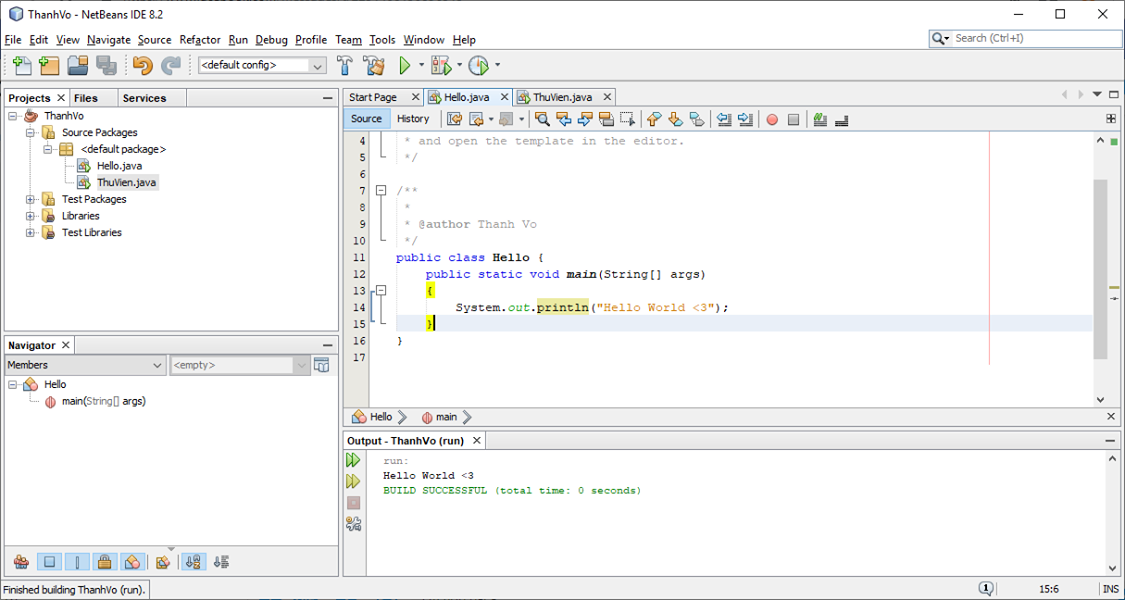 ThanhVo - NetBeans IDE 8.2
File Edit View Navigate Source Refactor Run Debug Profile Team Tools Window Help
Search (Ctrl+I)
<default config>
Projects Files Services
ThanhVo
Source Packages
<default package>
Hello.java
ThuVien.java
Test Packages
Libraries
Test Libraries
Navigator
Members <empty>
Hello
main(String[] args)
Start Page Hello.java ThuVien.java
Source History
4 * and open the template in the editor.
5 */
6
7 /**
8 *
9 * @author Thanh Vo
10 */
11 public class Hello {
12 public static void main(String[] args)
13 {
14 System.out.println("Hello World <3");
15 }
16 }
17
Hello main
Output - ThanhVo (run)
run:
Hello World <3
BUILD SUCCESSFUL (total time: 0 seconds)
Finished building ThanhVo (run). 1 15:6 INS